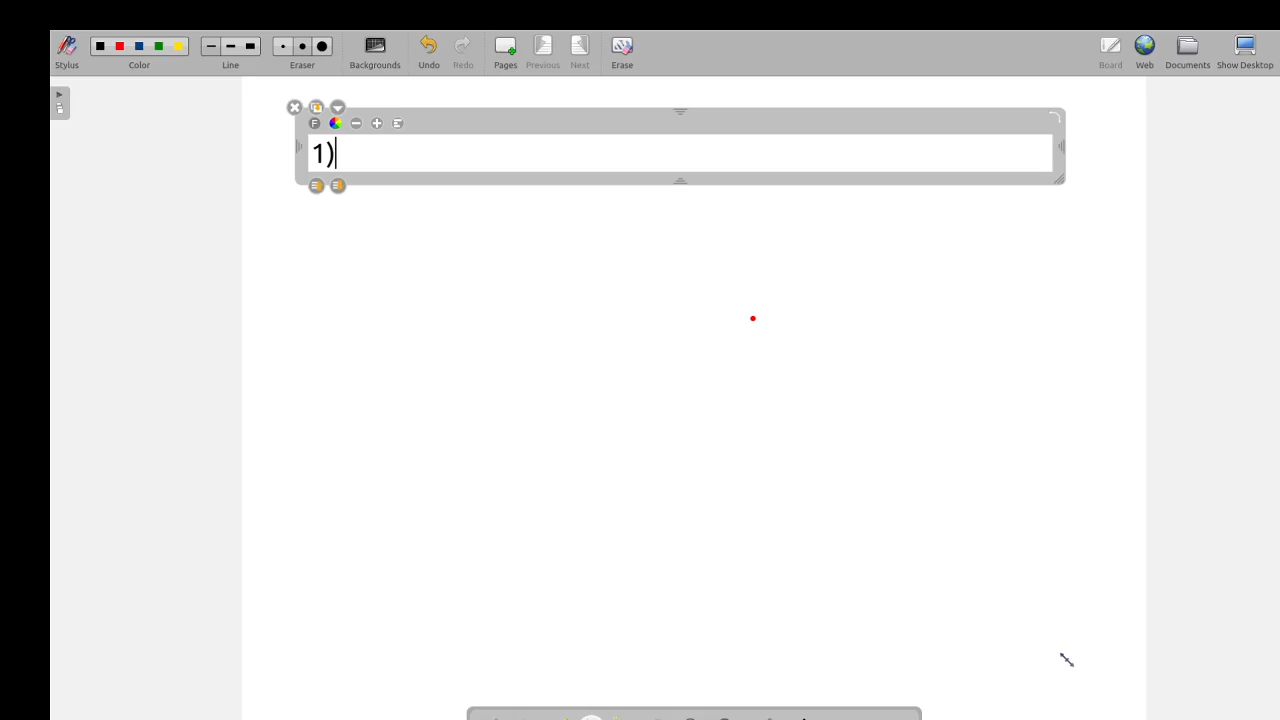 Stylus Color Line Eraser Backgrounds Undo Redo Pages Previous Next Erase Board Web Documents Show Desktop
F
1)